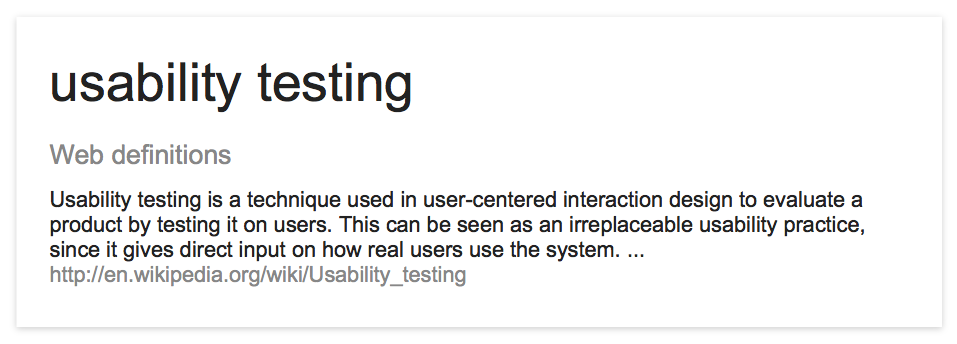 usability testing
Web definitions
Usability testing is a technique used in user-centered interaction design to evaluate a
product by testing it on users. This can be seen as an irreplaceable usability practice,
since it gives direct input on how real users use the system. ...
http://en.wikipedia.org/wiki/Usability_testing